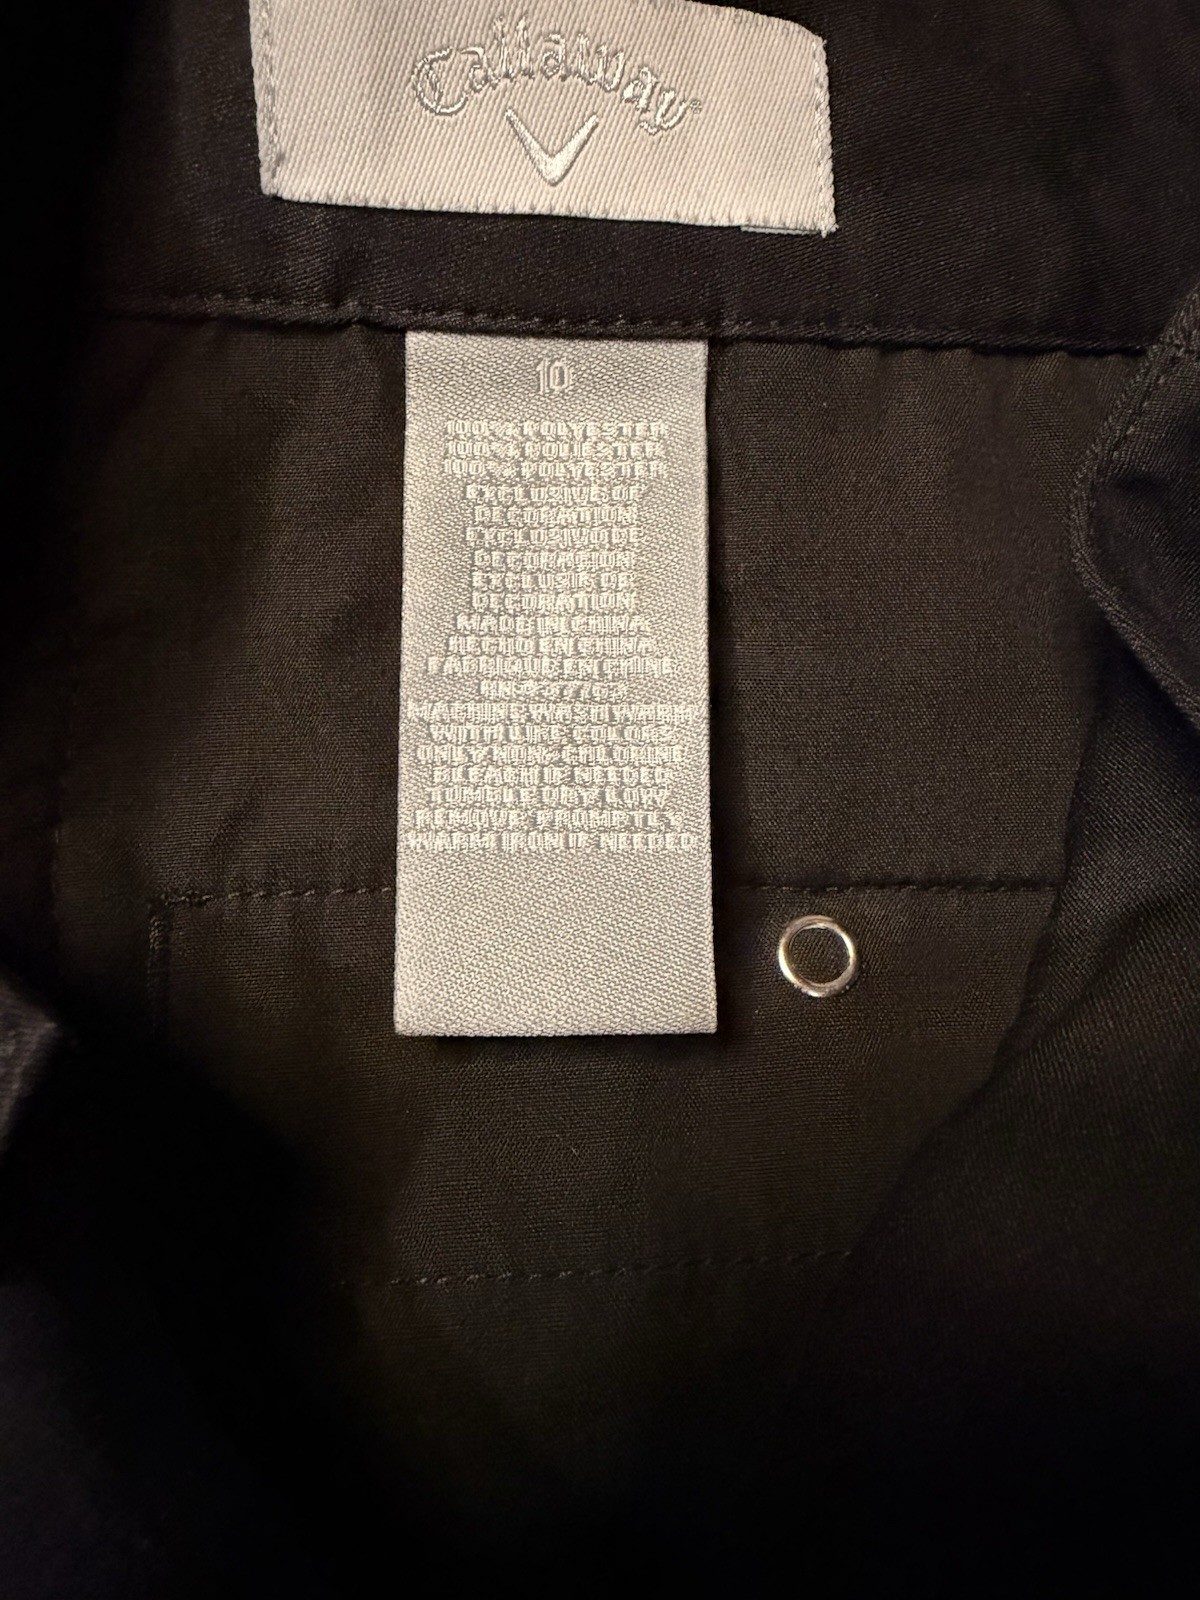 Callaway
10
100% POLYESTER
100% POLIESTER
100% POLYESTER
EXCLUSIVE OF
DECORATION
EXCLUSIVO DE
DECORACION
EXCLUSIF DE
DECORATION
MADE IN CHINA
HECHO EN CHINA
FABRIQUE EN CHINE
RN
MACHINE WASH WARM
WITH LIKE COLORS
ONLY NON-CHLORINE
BLEACH IF NEEDED
TUMBLE DRY LOW
REMOVE PROMPTLY
WARM IRON IF NEEDED